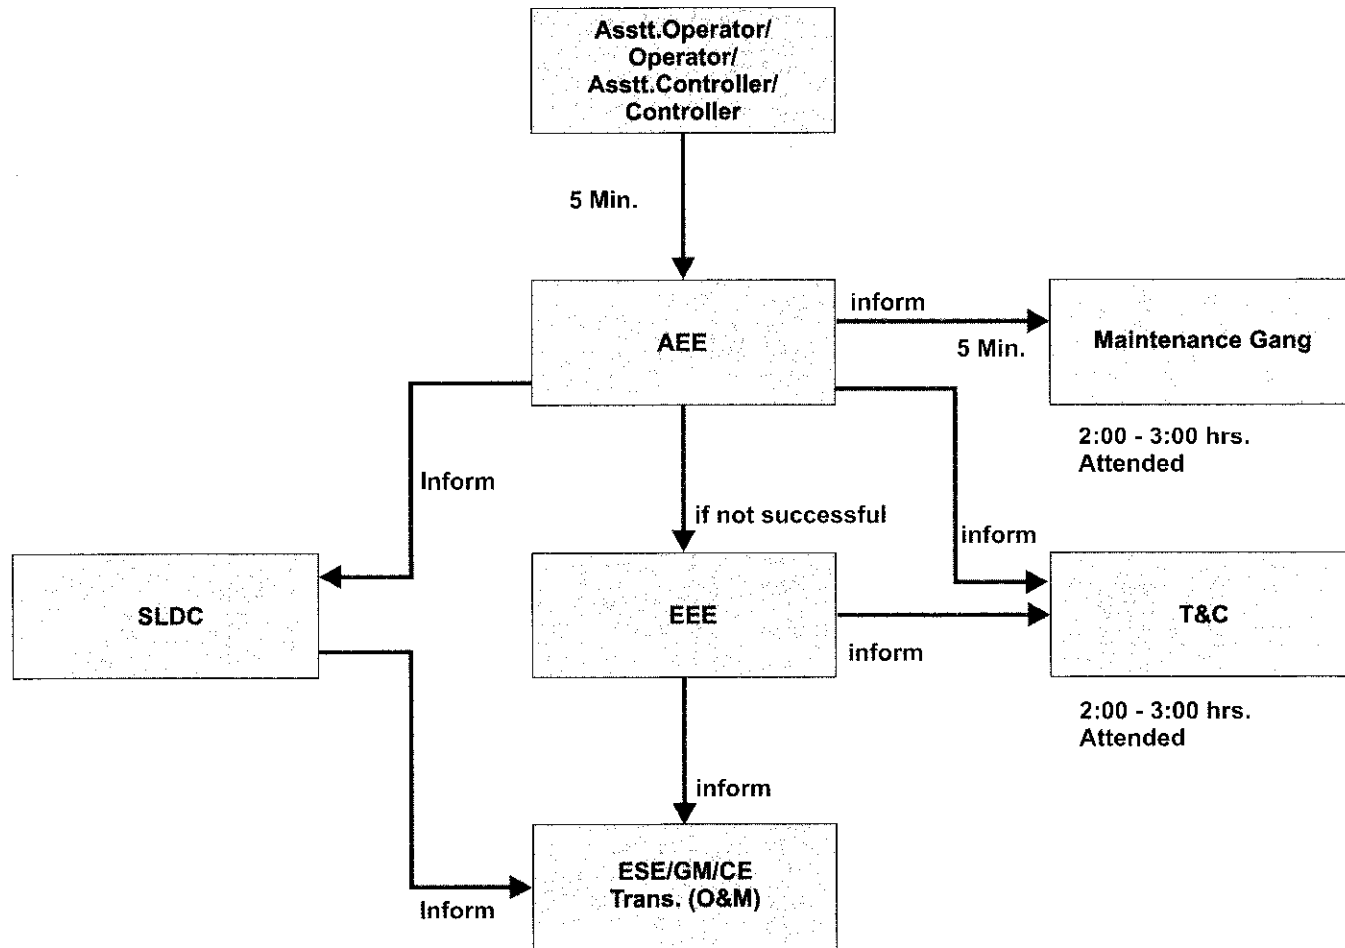 Asstt.Operator/
Operator/
Asstt.Controller/
Controller
5 Min.
AEE
inform
5 Min.
Maintenance Gang
2:00 - 3:00 hrs.
Attended
Inform
if not successful
inform
SLDC
EEE
inform
T&C
2:00 - 3:00 hrs.
Attended
inform
Inform
ESE/GM/CE
Trans. (O&M)